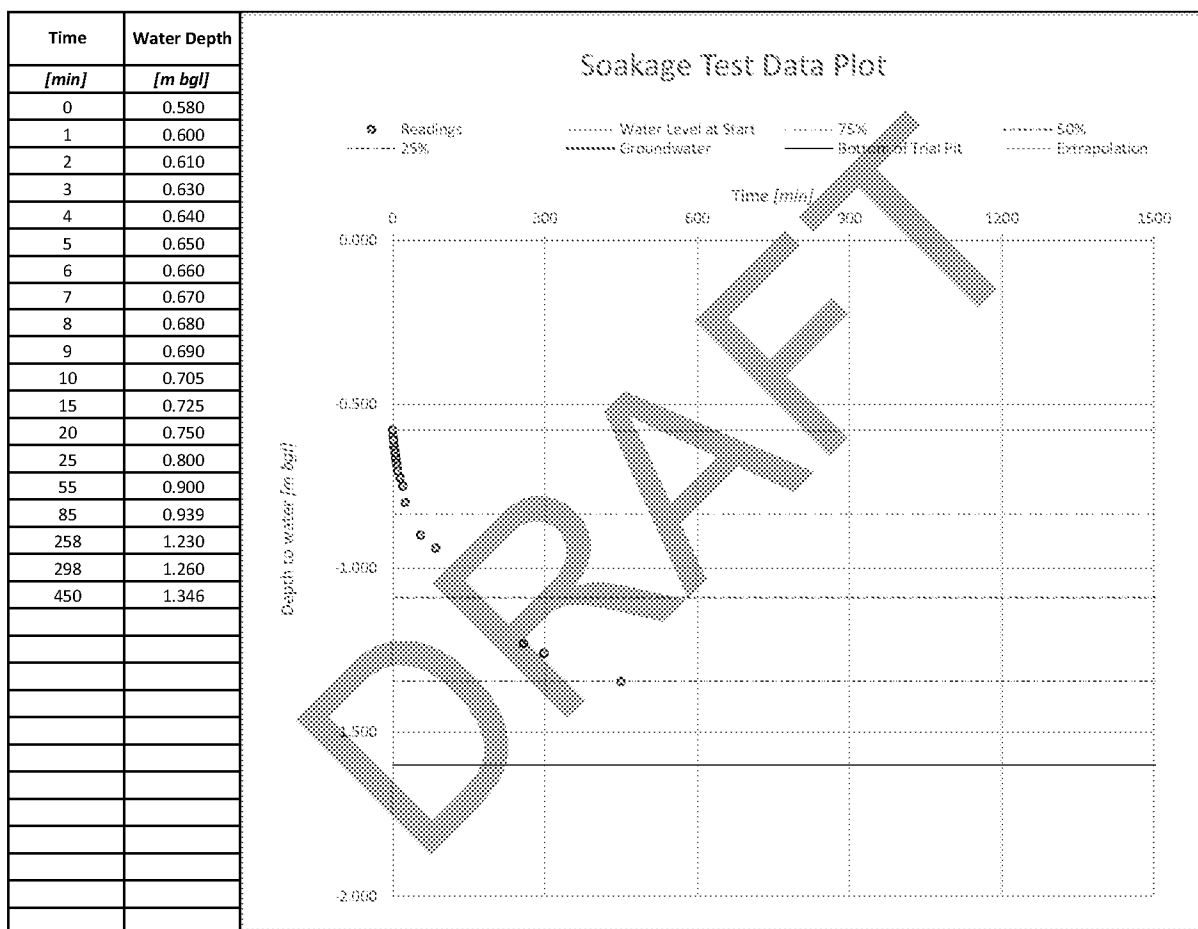 Time Water Depth
[min] [m bgl]
0 0.580
1 0.600
2 0.610
3 0.630
4 0.640
5 0.650
6 0.660
7 0.670
8 0.680
9 0.690
10 0.705
15 0.725
20 0.750
25 0.800
55 0.900
85 0.939
258 1.230
298 1.260
450 1.346
Soakage Test Data Plot
Readings Water Level at Start 75% 50%
25% Groundwater Bottom of Trial Pit Extrapolation
Time [min]
0 300 600 900 1200 1500
0.000
-0.500
-1.000
-1.500
-2.000
Depth to water [m bgl]
DRAFT